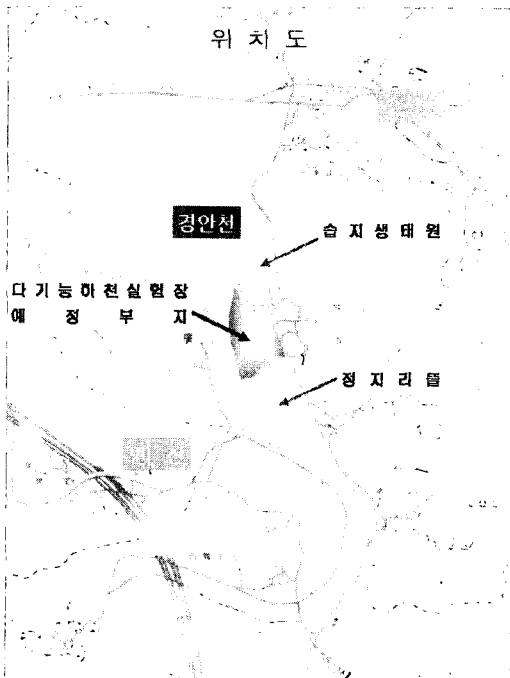 위 치 도
경안천
습 지 생 태 원
다 기 능 하 천 실 험 장
예 정 부 지
정 지 리 뜰